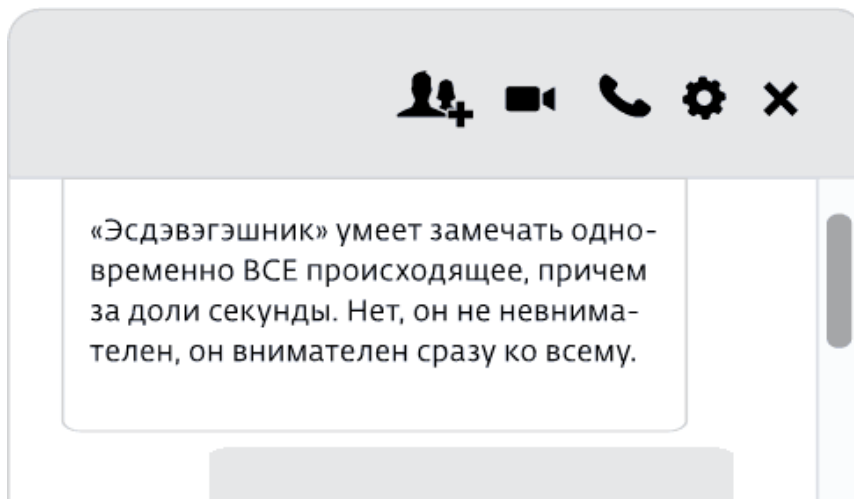 «Эсдэвэгэшник» умеет замечать одно-
временно ВСЕ происходящее, причем
за доли секунды. Нет, он не невнима-
телен, он внимателен сразу ко всему.